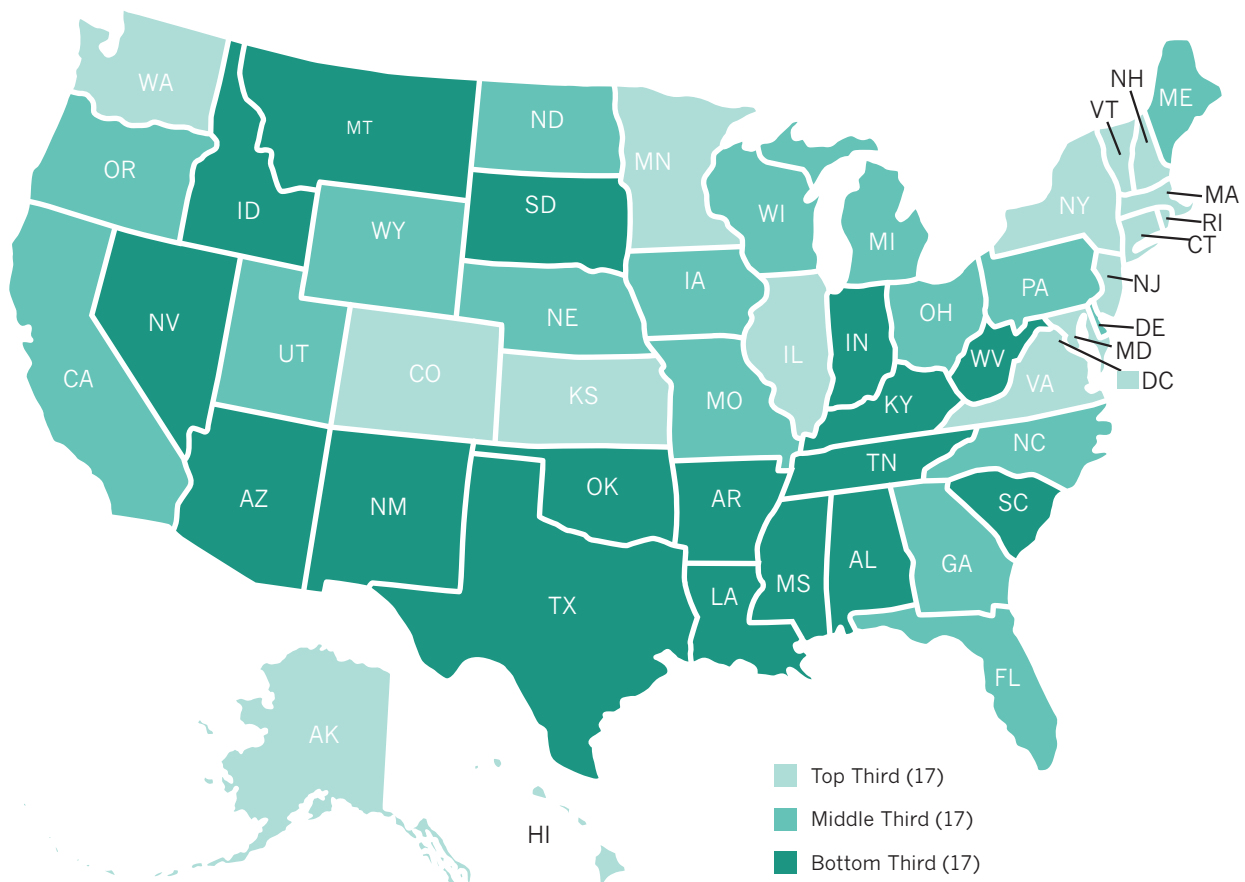 WA
MT
ND
MN
OR
ID
SD
WY
WI
MI
NH
VT
ME
NY
MA
RI
CT
NJ
PA
DE
MD
DC
IA
NE
NV
UT
CO
CA
KS
MO
IL
IN
OH
WV
VA
KY
NC
TN
SC
AZ
NM
OK
AR
TX
LA
MS
AL
GA
FL
AK
HI
Top Third (17)
Middle Third (17)
Bottom Third (17)